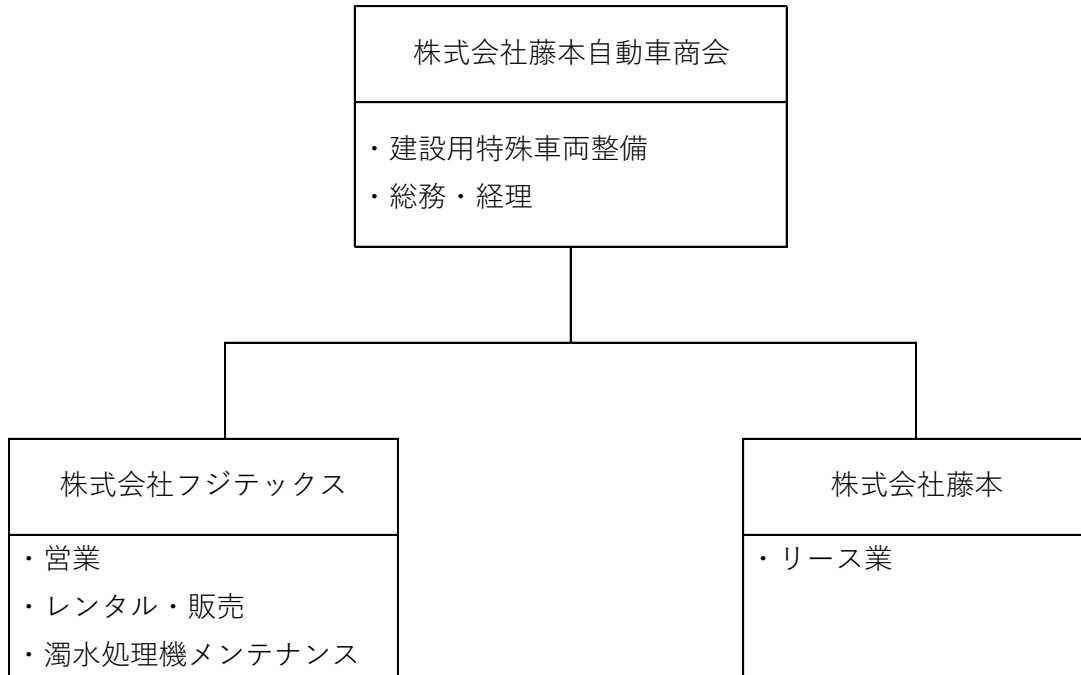 株式会社藤本自動車商会
・建設用特殊車両整備
・総務・経理
株式会社フジテックス
・営業
・レンタル・販売
・濁水処理機メンテナンス
株式会社藤本
・リース業